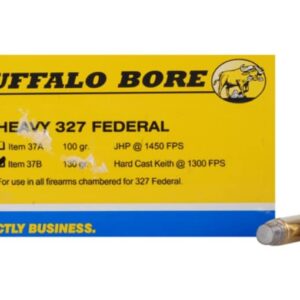 UFFALO BORE
HEAVY 327 FEDERAL
Item 37A 100 gr. JHP @ 1450 FPS
Item 37B 130 gr. Hard Cast Keith @ 1300 FPS
For use in all firearms chambered for 327 Federal.
CTLY BUSINESS.